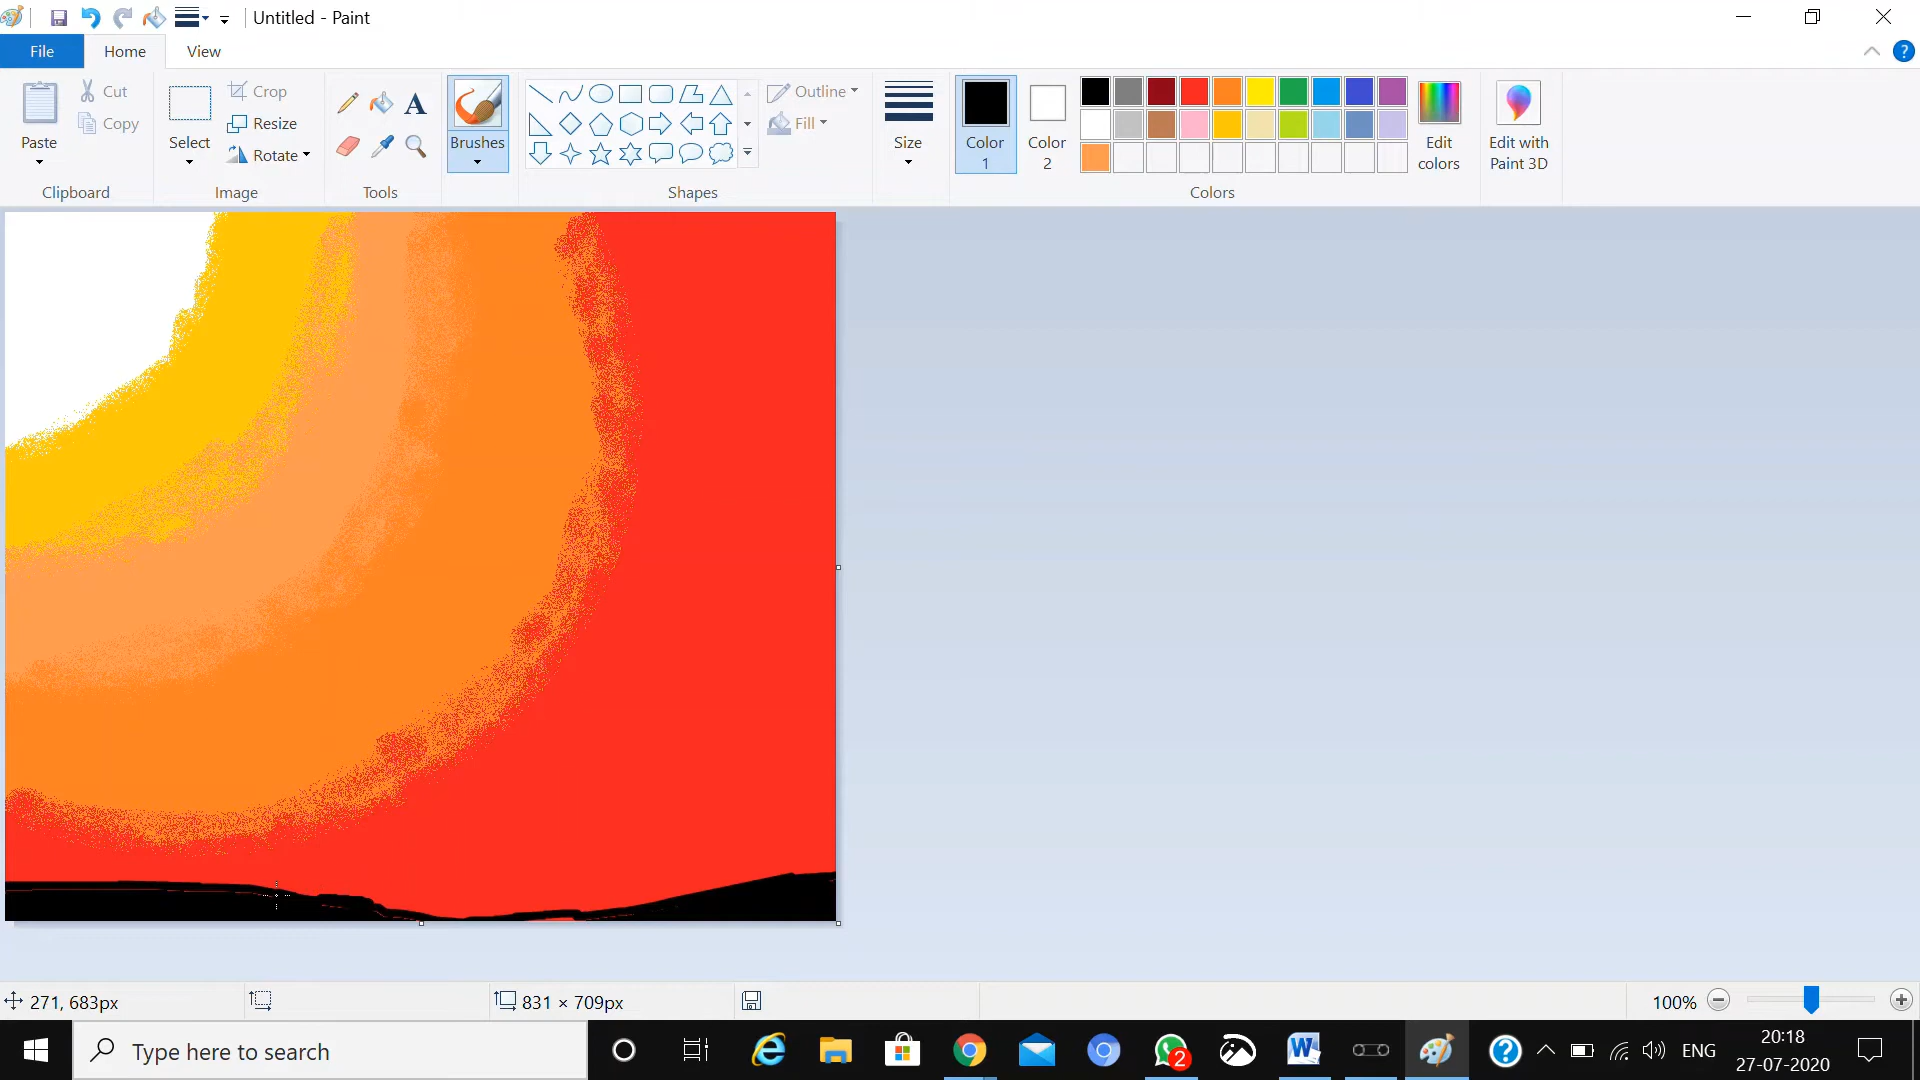 Untitled - Paint
File Home View ?
Paste
Cut
Copy
Clipboard
Select
Crop
Resize
Rotate
Image
A
Tools
Brushes
Shapes
Outline
Fill
Size
Color 1
Color 2
Colors
Edit colors
Edit with Paint 3D
271, 683px
831 × 709px
100%
Type here to search
2
W
?
ENG
20:18
27-07-2020